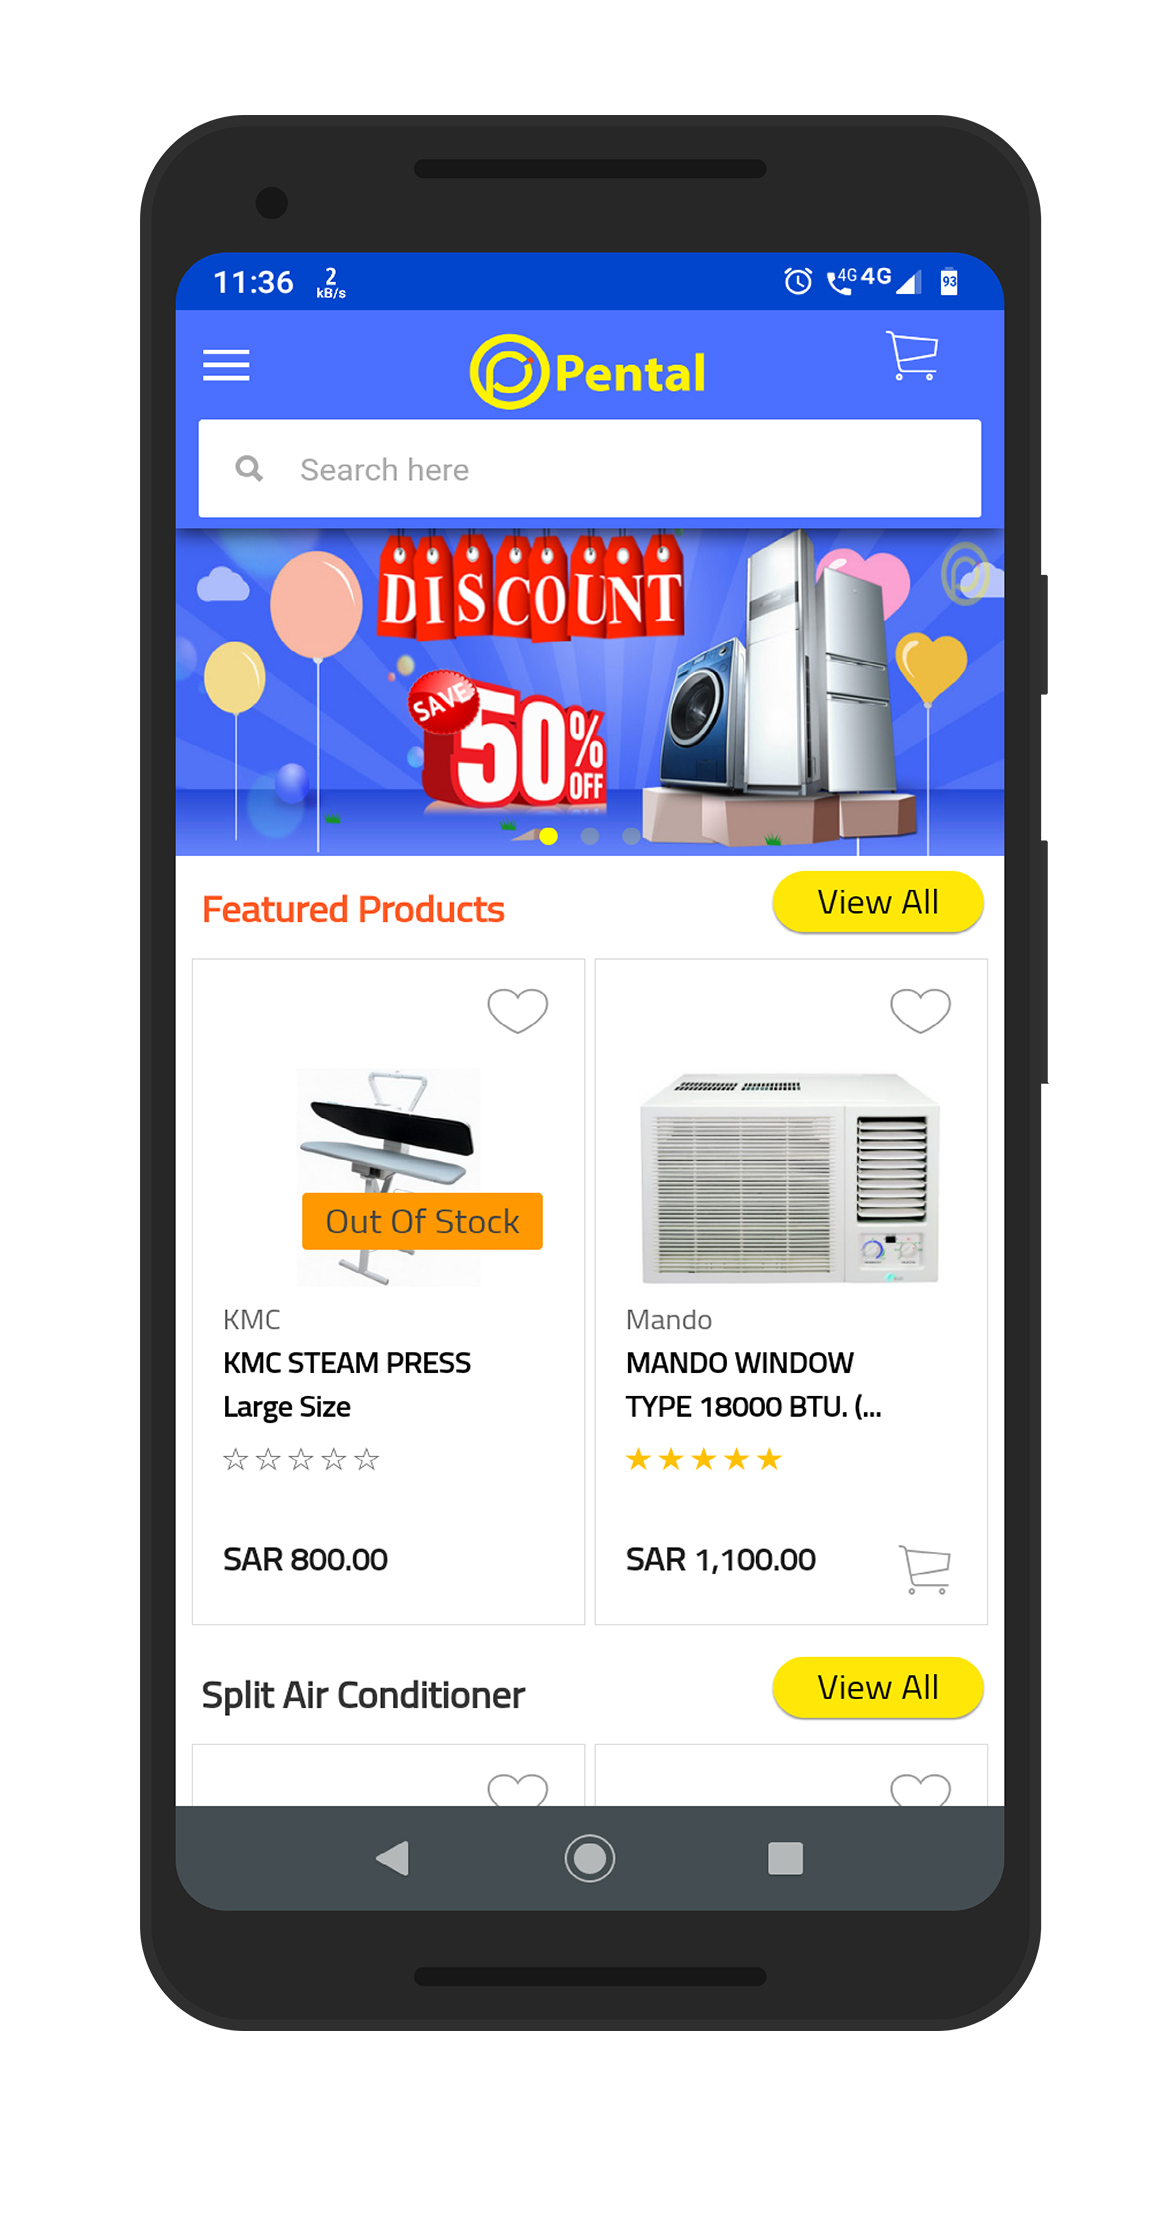 11:36 2 kB/s 4G 4G 93
Pental
Search here
DISCOUNT
SAVE
50% OFF
Featured Products
View All
Out Of Stock
KMC
KMC STEAM PRESS
Large Size
SAR 800.00
Mando
MANDO WINDOW
TYPE 18000 BTU. (...
SAR 1,100.00
Split Air Conditioner
View All